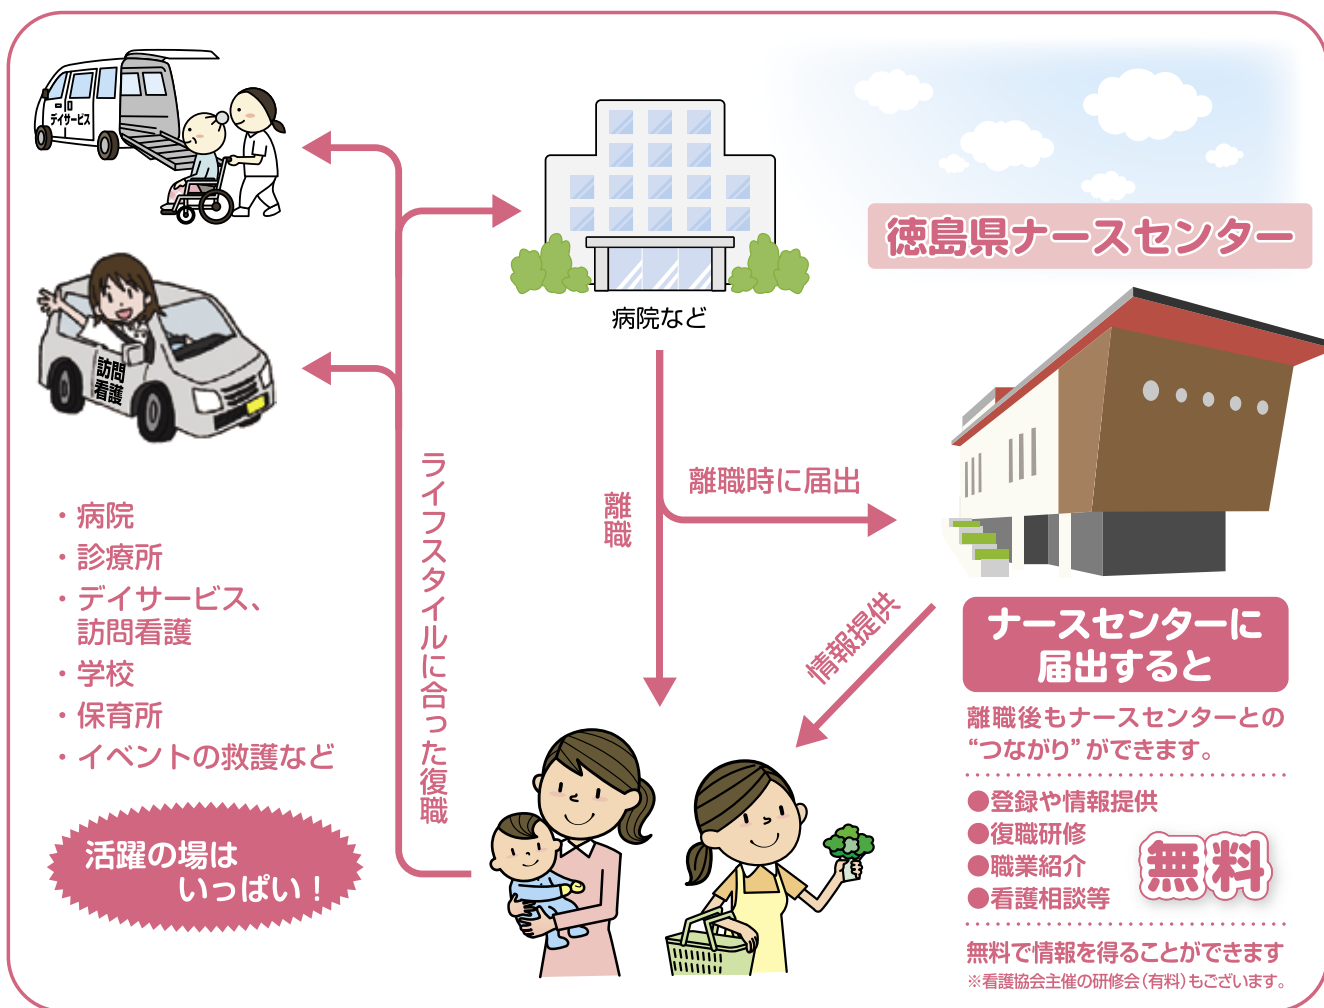 デイサービス
徳島県ナースセンター
病院など
訪問
看護
離職時に届出
離職
ライフスタイルに合った復職
情報提供
・病院
・診療所
・デイサービス、
訪問看護
・学校
・保育所
・イベントの救護など
活躍の場は
いっぱい！
ナースセンターに
届出すると
離職後もナースセンターとの
“つながり”ができます。
●登録や情報提供
●復職研修
●職業紹介
●看護相談等
無料
無料で情報を得ることができます
※看護協会主催の研修会（有料）もございます。